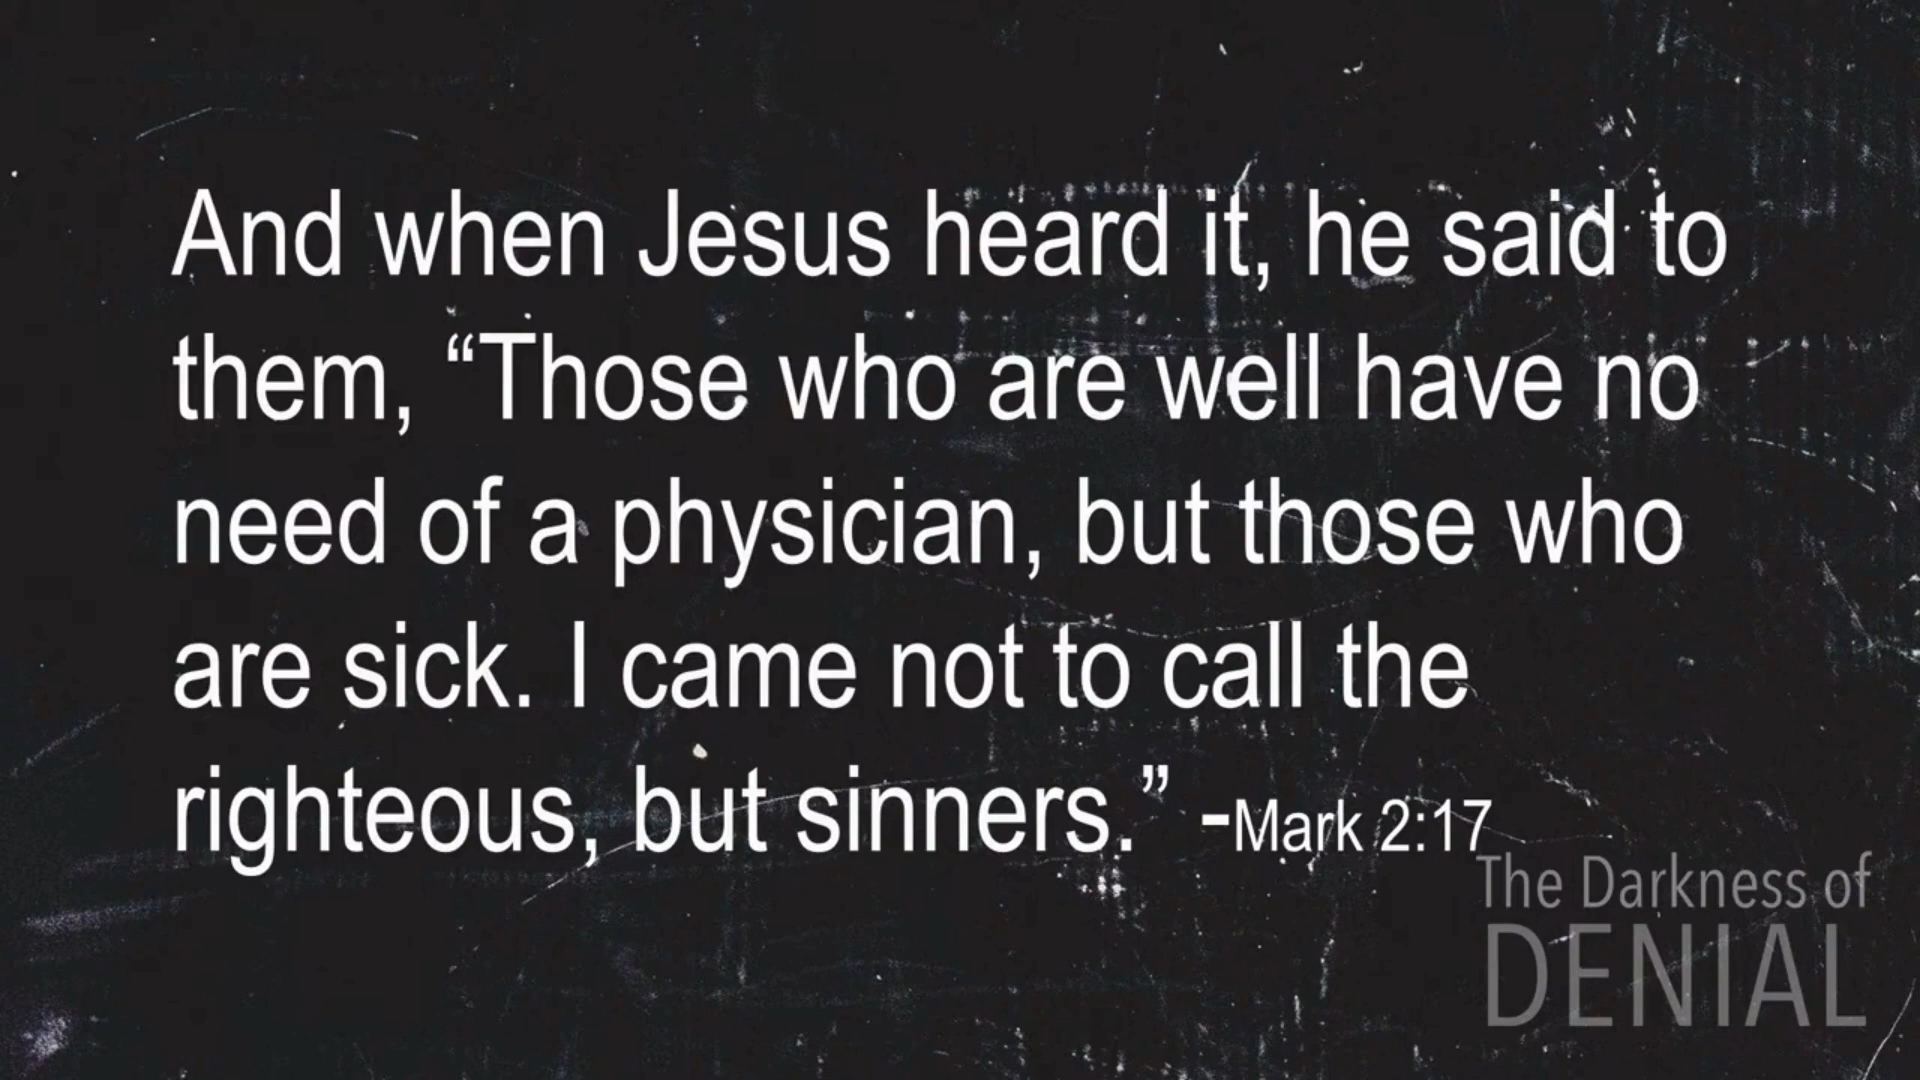 And when Jesus heard it, he said to
them, “Those who are well have no
need of a physician, but those who
are sick. I came not to call the
righteous, but sinners.” -Mark 2:17
The Darkness of
DENIAL